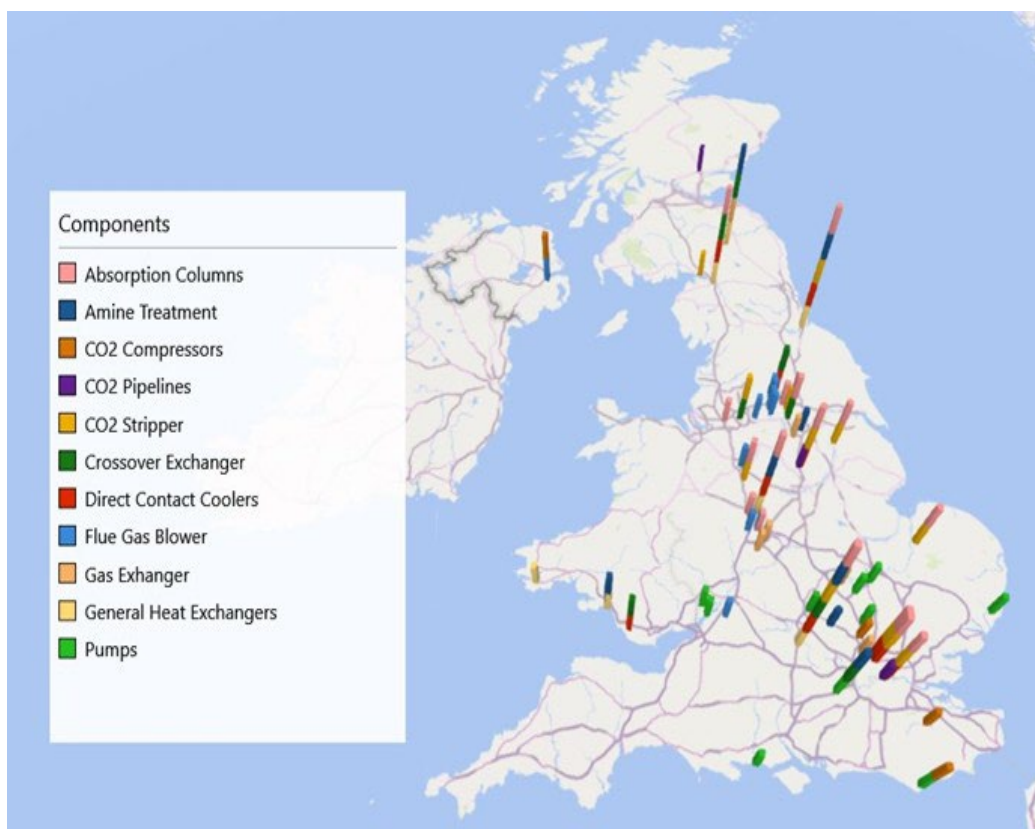 Components
Absorption Columns
Amine Treatment
CO2 Compressors
CO2 Pipelines
CO2 Stripper
Crossover Exchanger
Direct Contact Coolers
Flue Gas Blower
Gas Exhanger
General Heat Exchangers
Pumps